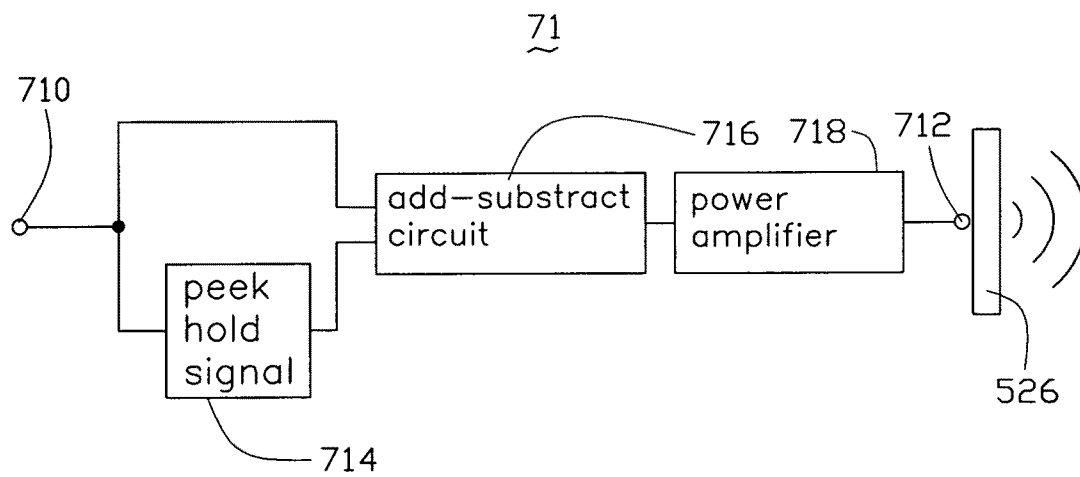 71
710
716
718
712
add-substract
circuit
power
amplifier
peek
hold
signal
526
714